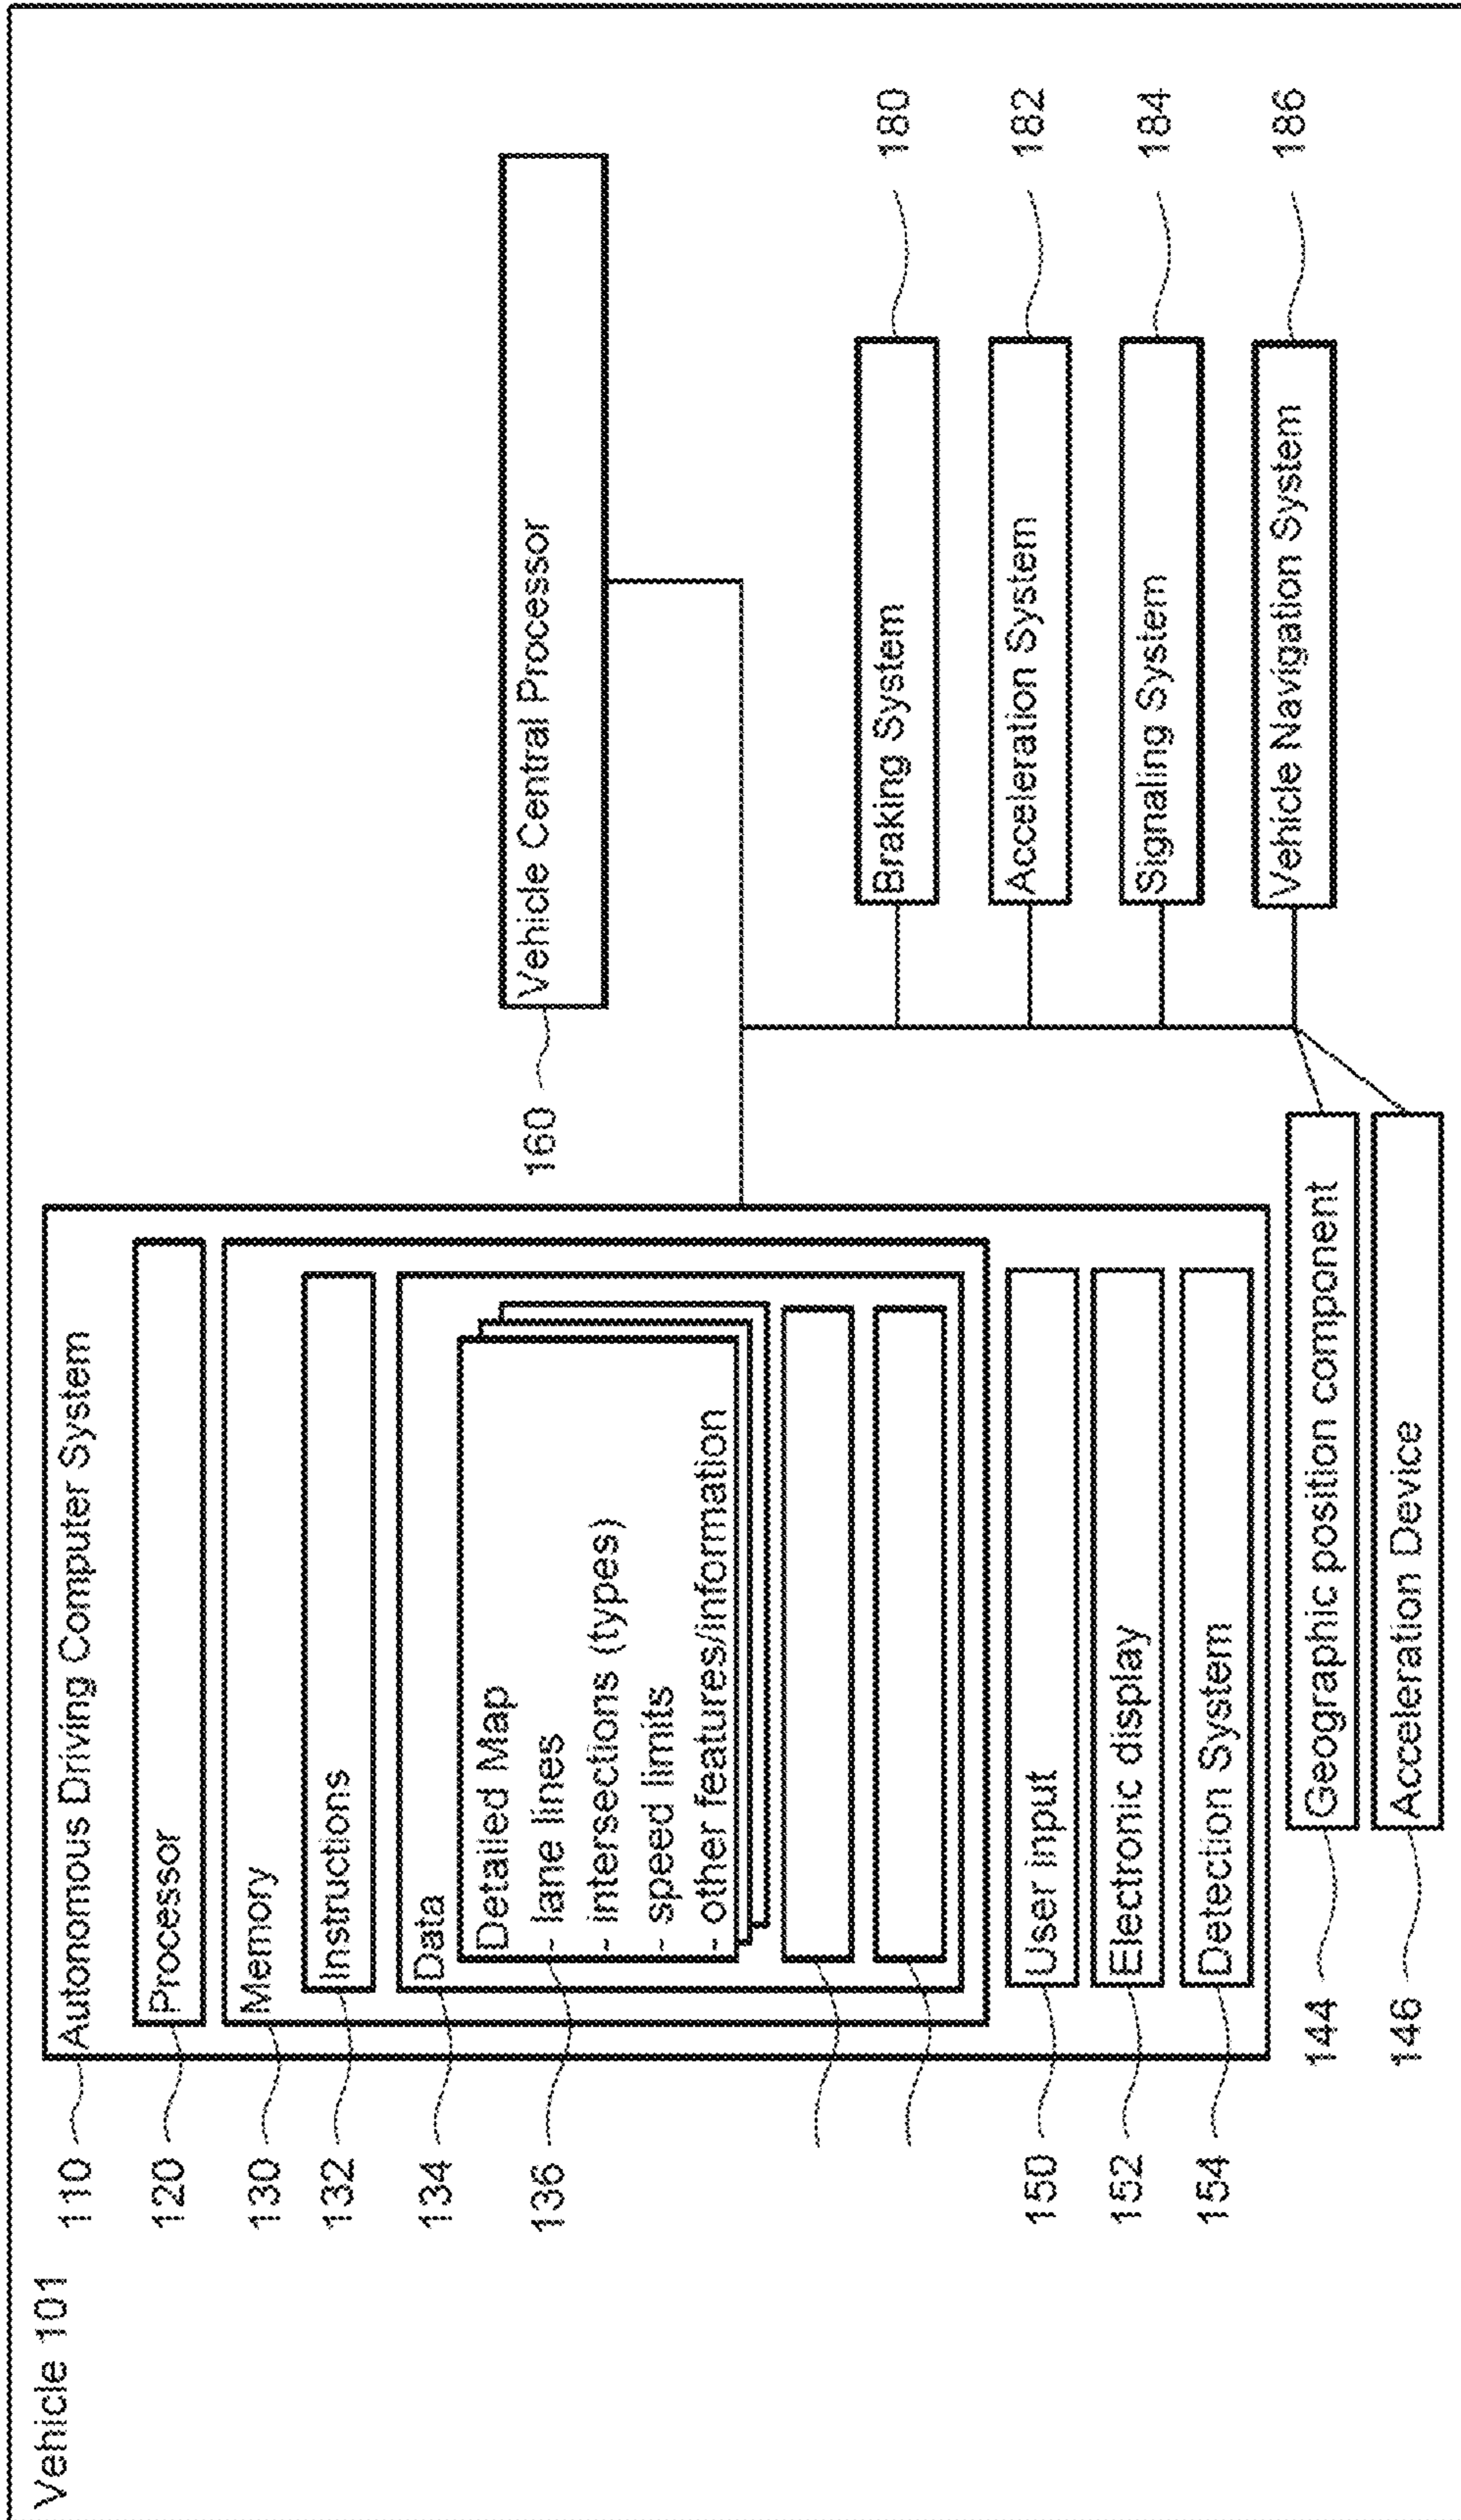 Vehicle 101
110
Autonomous Driving Computer System
120
Processor
130
Memory
132
Instructions
134
Data
136
Detailed Map
- lane lines
- intersections (types)
- speed limits
- other features/information
150
User input
152
Electronic display
154
Detection System
144
Geographic position component
146
Acceleration Device
160
Vehicle Central Processor
Braking System
180
Acceleration System
182
Signaling System
184
Vehicle Navigation System
186